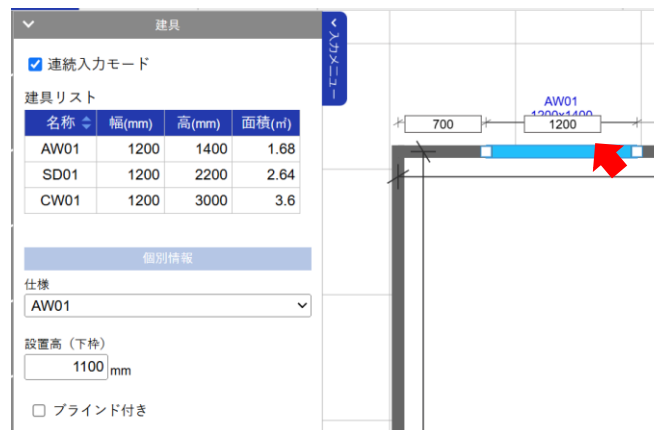 建具
連続入力モード
建具リスト
名称 幅(mm) 高(mm) 面積(㎡)
AW01 1200 1400 1.68
SD01 1200 2200 2.64
CW01 1200 3000 3.6
個別情報
仕様
AW01
設置高（下枠）
1100 mm
ブラインド付き
入力メニュー
AW01
1200x1400
700 1200